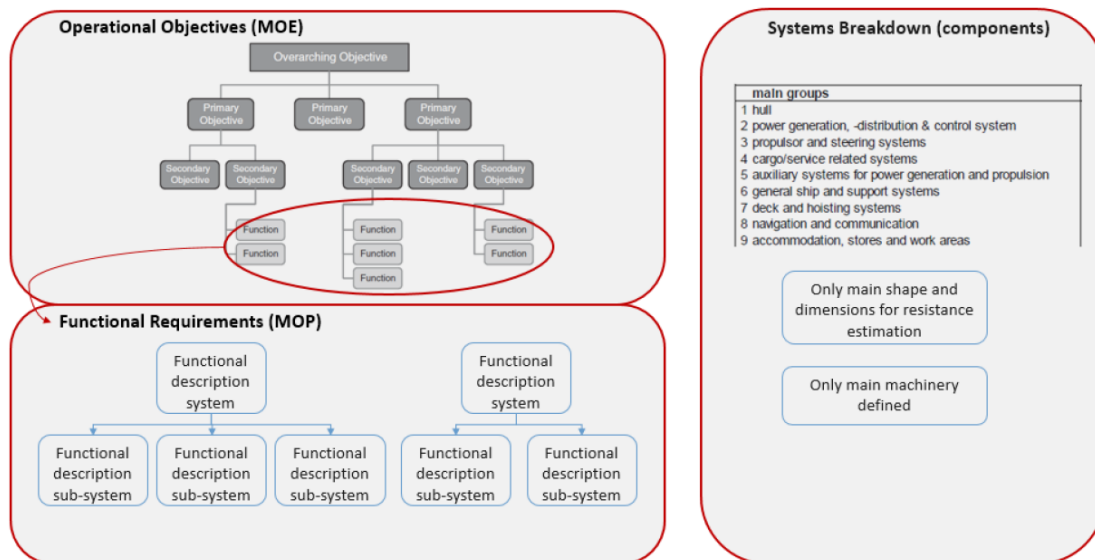 Operational Objectives (MOE)
Overarching Objective
Primary
Objective
Primary
Objective
Primary
Objective
Secondary
Objective
Secondary
Objective
Secondary
Objective
Secondary
Objective
Secondary
Objective
Function
Function
Function
Function
Function
Function
Function
Functional Requirements (MOP)
Functional
description
system
Functional
description
system
Functional
description
sub-system
Functional
description
sub-system
Functional
description
sub-system
Functional
description
sub-system
Functional
description
sub-system
Systems Breakdown (components)
main groups
1 hull
2 power generation, -distribution & control system
3 propulsor and steering systems
4 cargo/service related systems
5 auxiliary systems for power generation and propulsion
6 general ship and support systems
7 deck and hoisting systems
8 navigation and communication
9 accommodation, stores and work areas
Only main shape and
dimensions for resistance
estimation
Only main machinery
defined